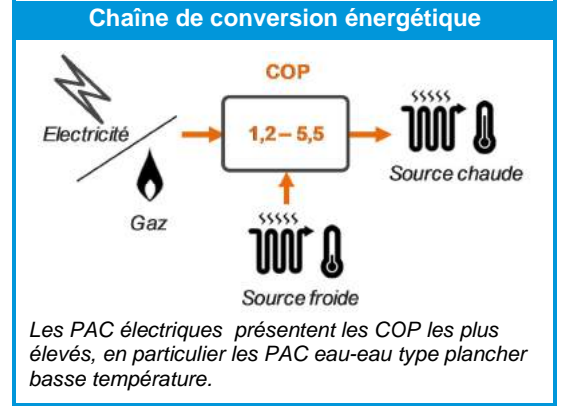 Chaîne de conversion énergétique
COP
Electricité
1,2 – 5,5
Source chaude
Gaz
Source froide
Les PAC électriques présentent les COP les plus
élevés, en particulier les PAC eau-eau type plancher
basse température.